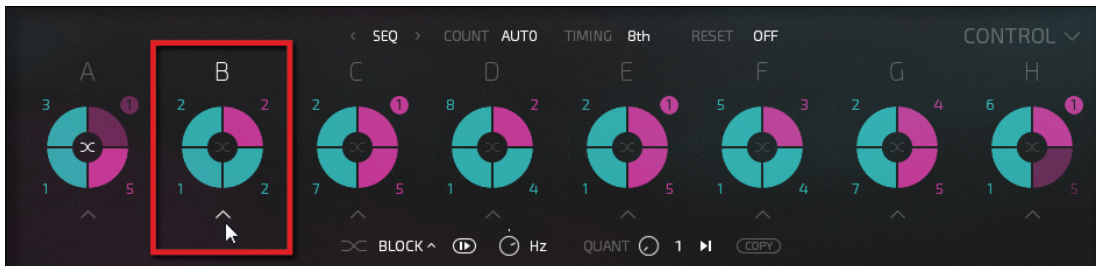 < SEQ > COUNT AUTO TIMING 8th RESET OFF CONTROL
A B C D E F G H
3 1 2 2 2 1 8 2 2 1 5 3 2 4 6 1
1 5 1 2 7 5 1 4 1 5 1 4 7 5 1 5
BLOCK Hz QUANT 1 COPY